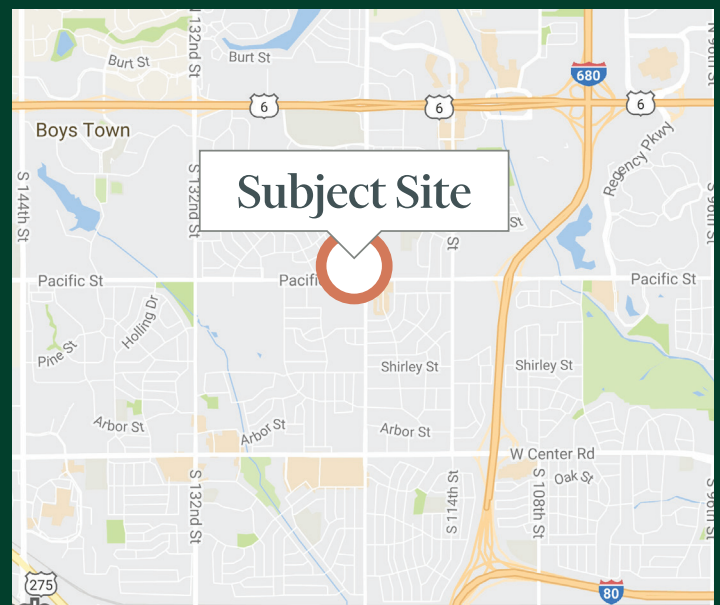 S 132nd St
Burt St
Burt St
680
6
6
6
Boys Town
Regency Pkwy
S 144th St
S 132nd
Subject Site
St
St
S 96th St
Pacific St
Pacifi
Pacific St
Holling Dr
Pine St
Shirley St
Shirley St
Arbor St
Arbor St
Arbor St
W Center Rd
Oak St
S 132nd St
S 114th St
S 108th St
S 96th St
275
80